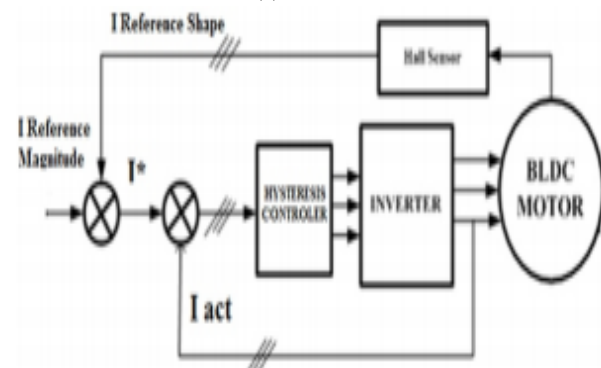 I Reference Shape
Hall Sensor
I Reference
Magnitude
I*
HYSTERESIS
CONTROLER
INVERTER
BLDC
MOTOR
I act